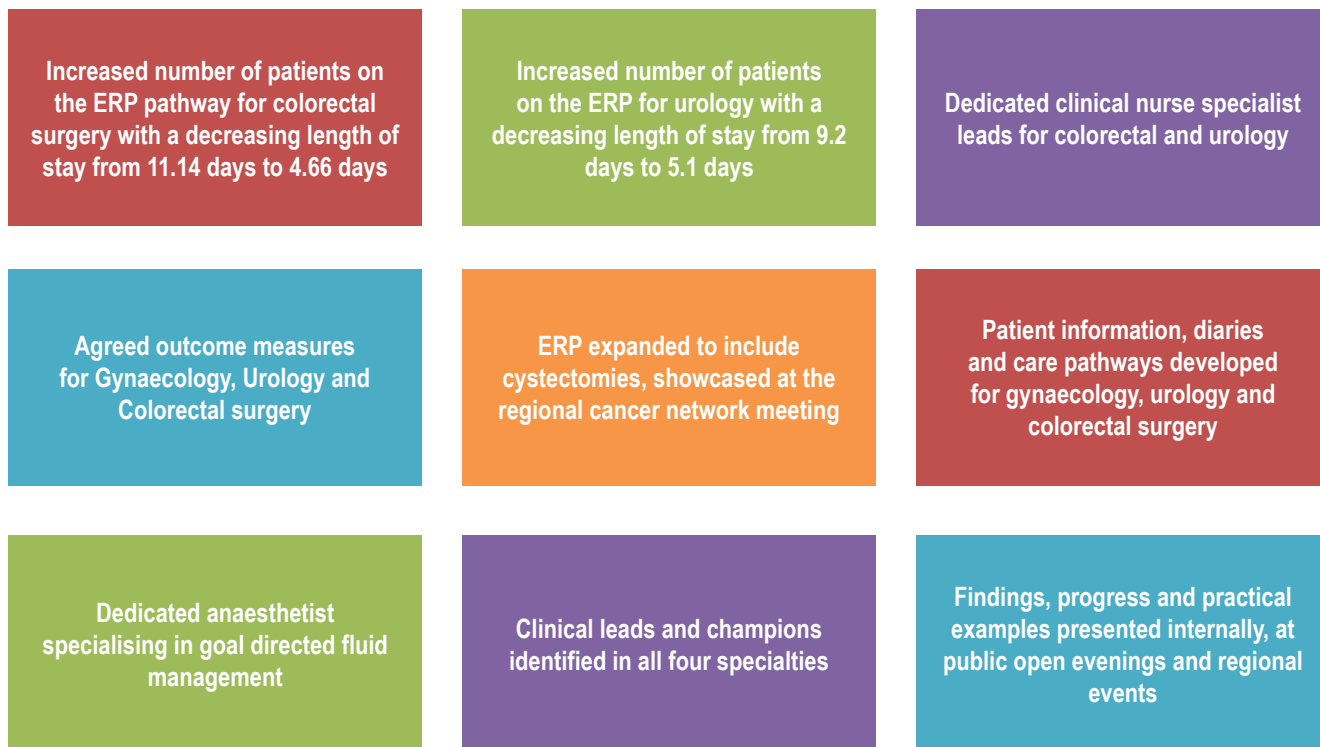 Increased number of patients on
the ERP pathway for colorectal
surgery with a decreasing length of
stay from 11.14 days to 4.66 days
Increased number of patients
on the ERP for urology with a
decreasing length of stay from 9.2
days to 5.1 days
Dedicated clinical nurse specialist
leads for colorectal and urology
Agreed outcome measures
for Gynaecology, Urology and
Colorectal surgery
ERP expanded to include
cystectomies, showcased at the
regional cancer network meeting
Patient information, diaries
and care pathways developed
for gynaecology, urology and
colorectal surgery
Dedicated anaesthetist
specialising in goal directed fluid
management
Clinical leads and champions
identified in all four specialties
Findings, progress and practical
examples presented internally, at
public open evenings and regional
events